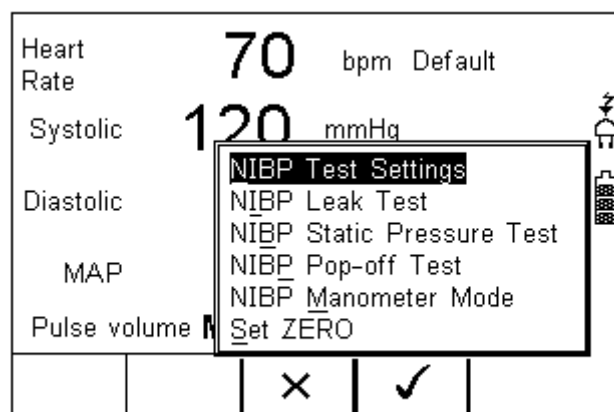 Heart Rate 70 bpm Default
Systolic 120 mmHg
NIBP Test Settings
NIBP Leak Test
Diastolic
NIBP Static Pressure Test
NIBP Pop-off Test
MAP
NIBP Manometer Mode
Pulse volume
Set ZERO